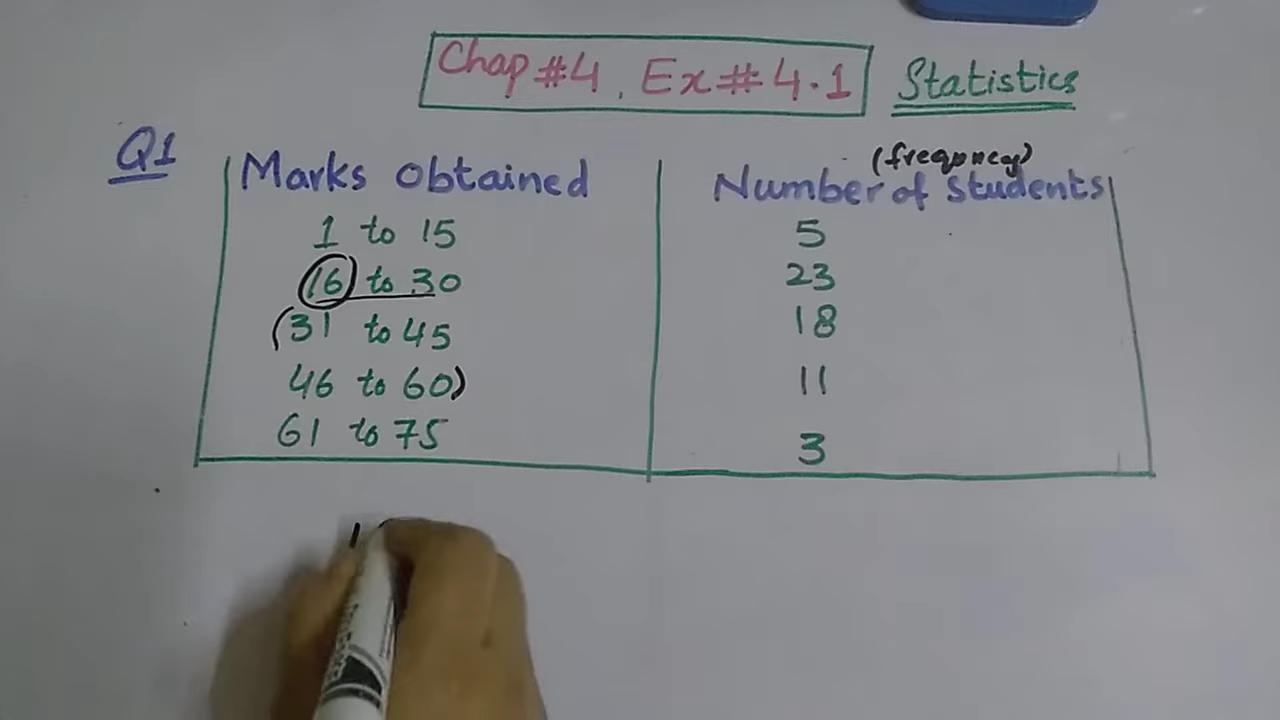 Chap #4, Ex# 4.1 Statistics
Q1
(freqency)
Marks obtained Number of students
1 to 15 5
16 to 30 23
(31 to 45 18
46 to 60) 11
61 to 75 3